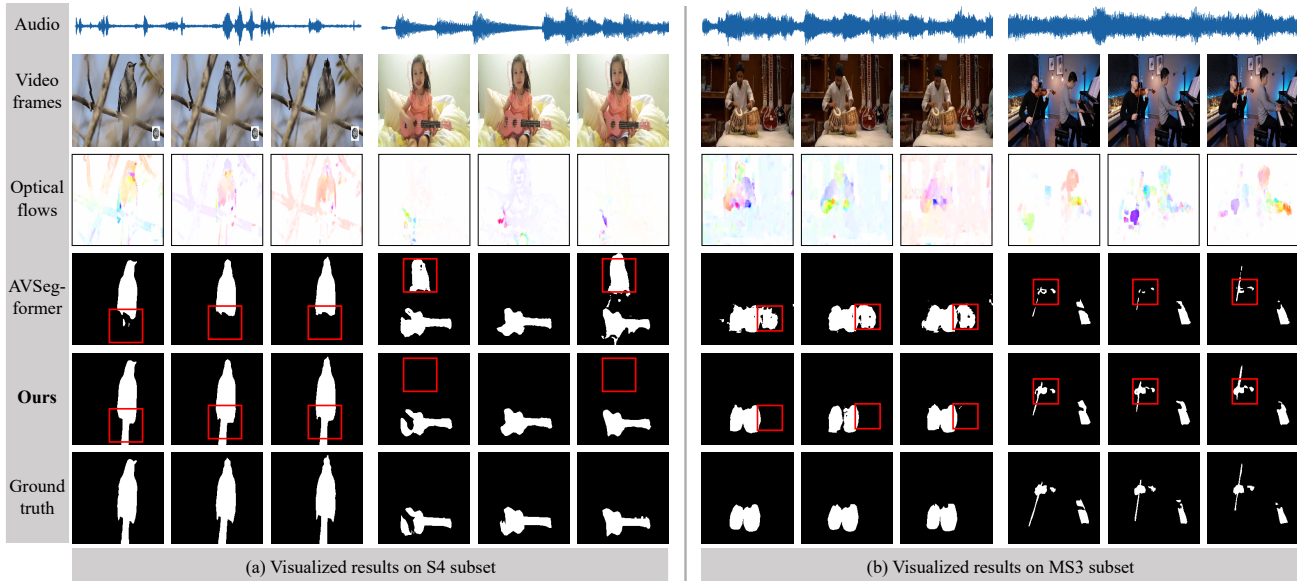 Audio
Video
frames
Optical
flows
AVSeg-
former
Ours
Ground
truth
(a) Visualized results on S4 subset
(b) Visualized results on MS3 subset